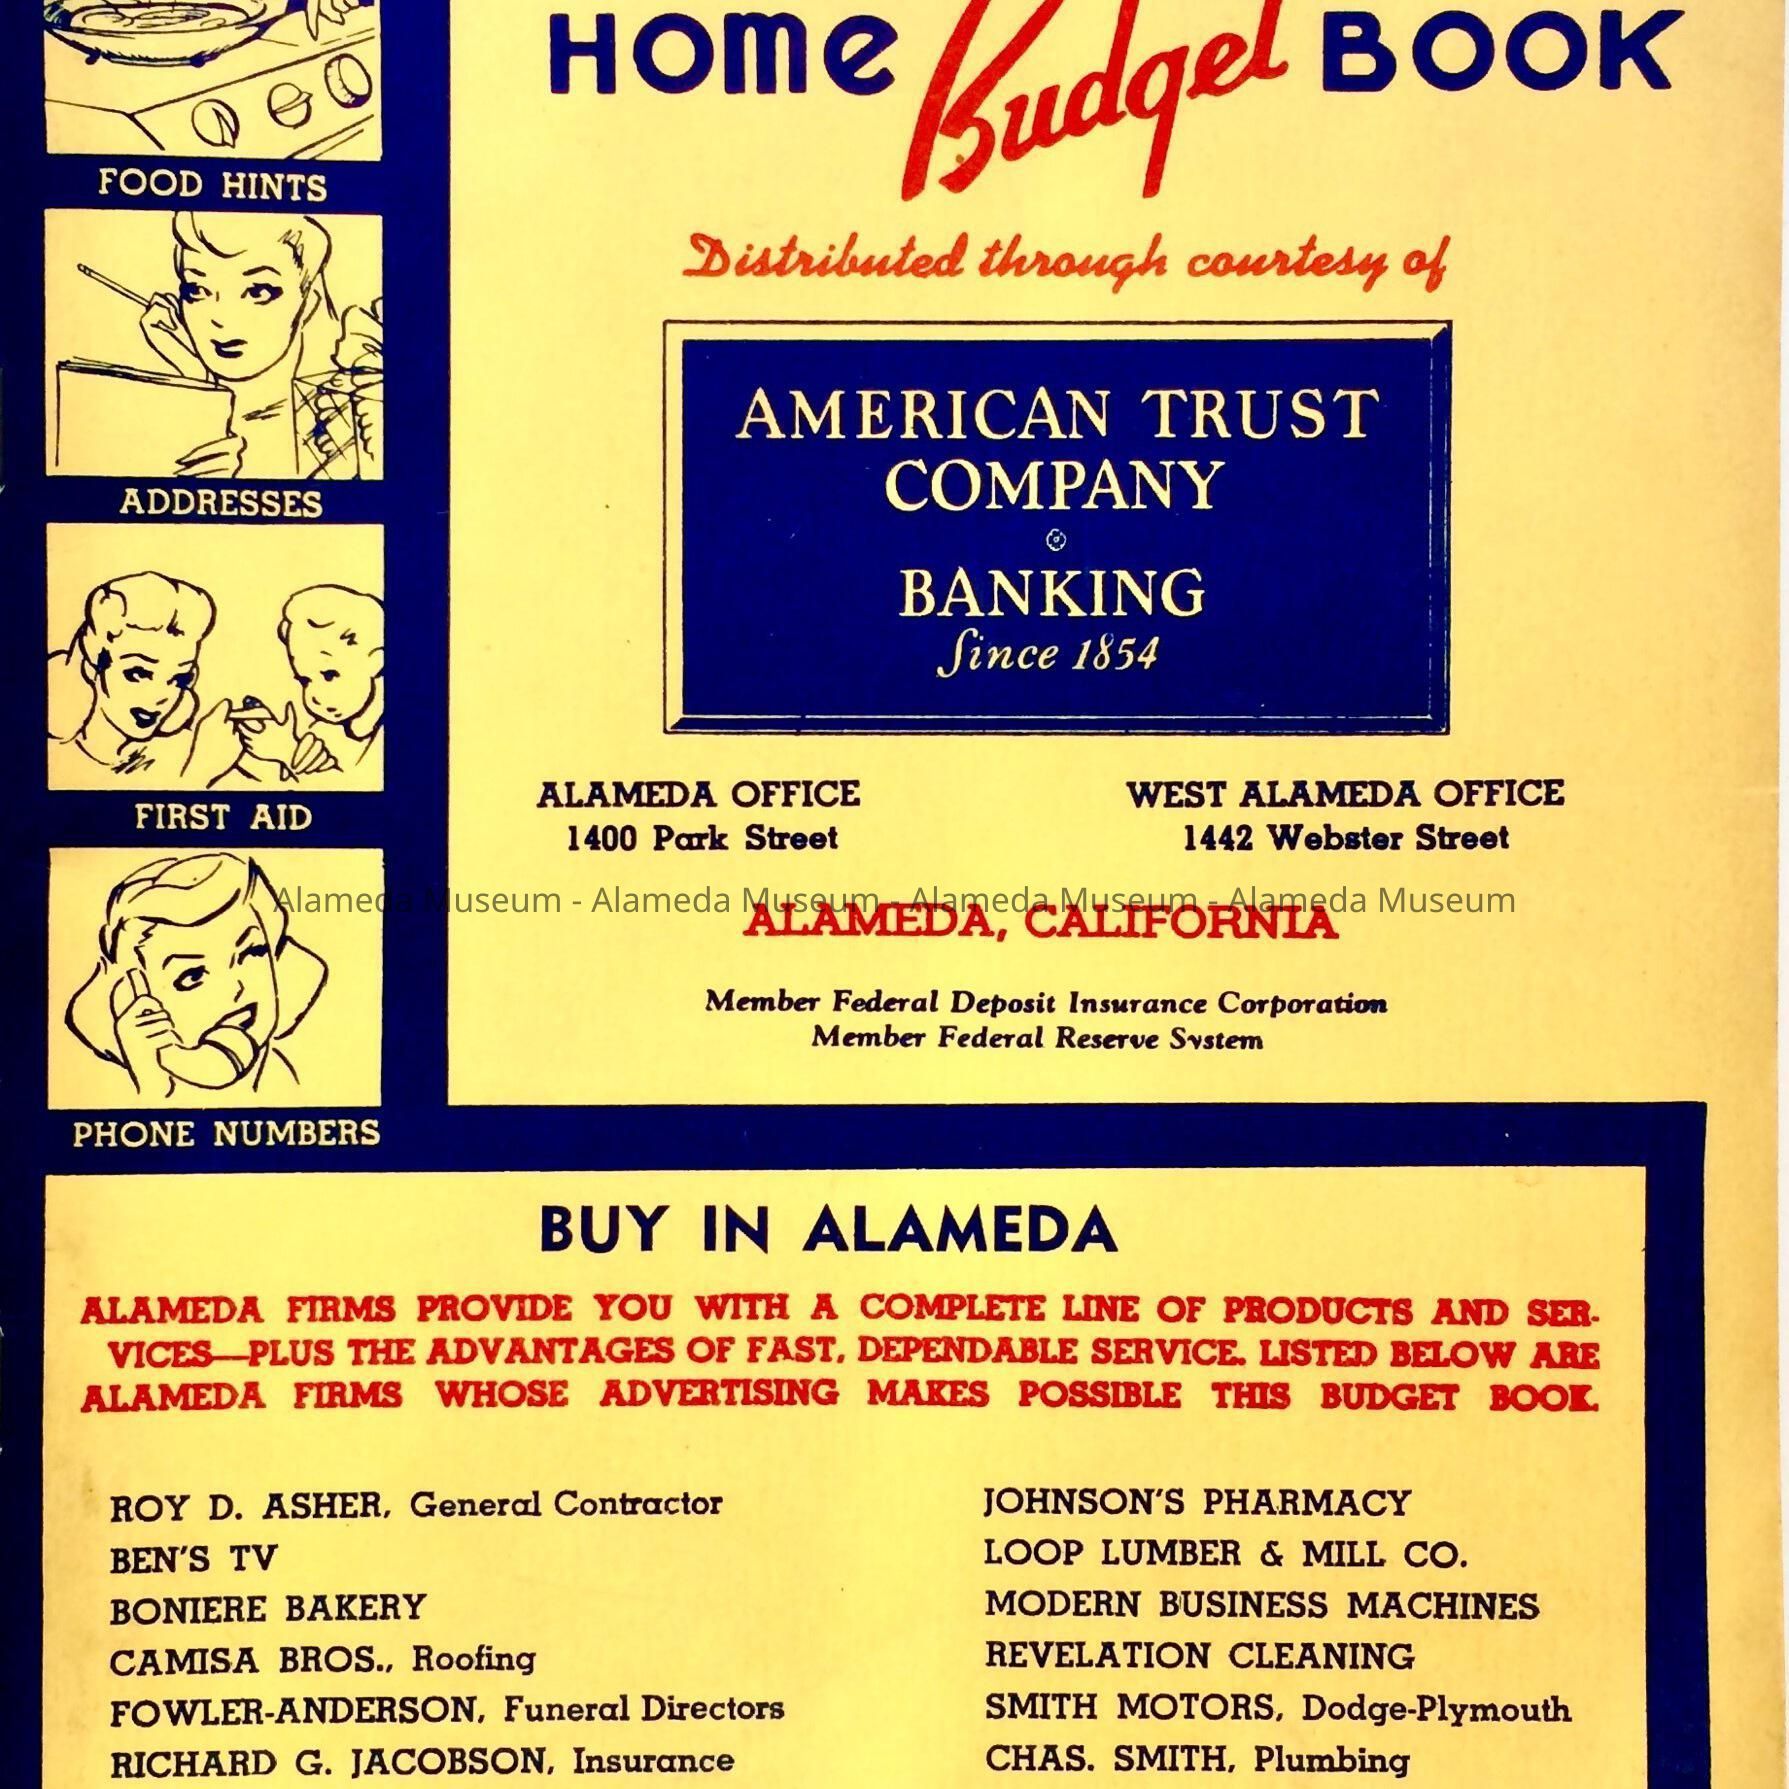 HOME Budget BOOK
Distributed through courtesy of
AMERICAN TRUST
COMPANY
BANKING
Since 1854
ALAMEDA OFFICE
1400 Park Street
WEST ALAMEDA OFFICE
1442 Webster Street
Alameda Museum - Alameda Museum - Alameda Museum - Alameda Museum
ALAMEDA, CALIFORNIA
Member Federal Deposit Insurance Corporation
Member Federal Reserve System
FOOD HINTS
ADDRESSES
FIRST AID
PHONE NUMBERS
BUY IN ALAMEDA
ALAMEDA FIRMS PROVIDE YOU WITH A COMPLETE LINE OF PRODUCTS AND SER-
VICES—PLUS THE ADVANTAGES OF FAST, DEPENDABLE SERVICE. LISTED BELOW ARE
ALAMEDA FIRMS WHOSE ADVERTISING MAKES POSSIBLE THIS BUDGET BOOK.
ROY D. ASHER, General Contractor
BEN'S TV
BONIERE BAKERY
CAMISA BROS., Roofing
FOWLER-ANDERSON, Funeral Directors
RICHARD G. JACOBSON, Insurance
JOHNSON'S PHARMACY
LOOP LUMBER & MILL CO.
MODERN BUSINESS MACHINES
REVELATION CLEANING
SMITH MOTORS, Dodge-Plymouth
CHAS. SMITH, Plumbing